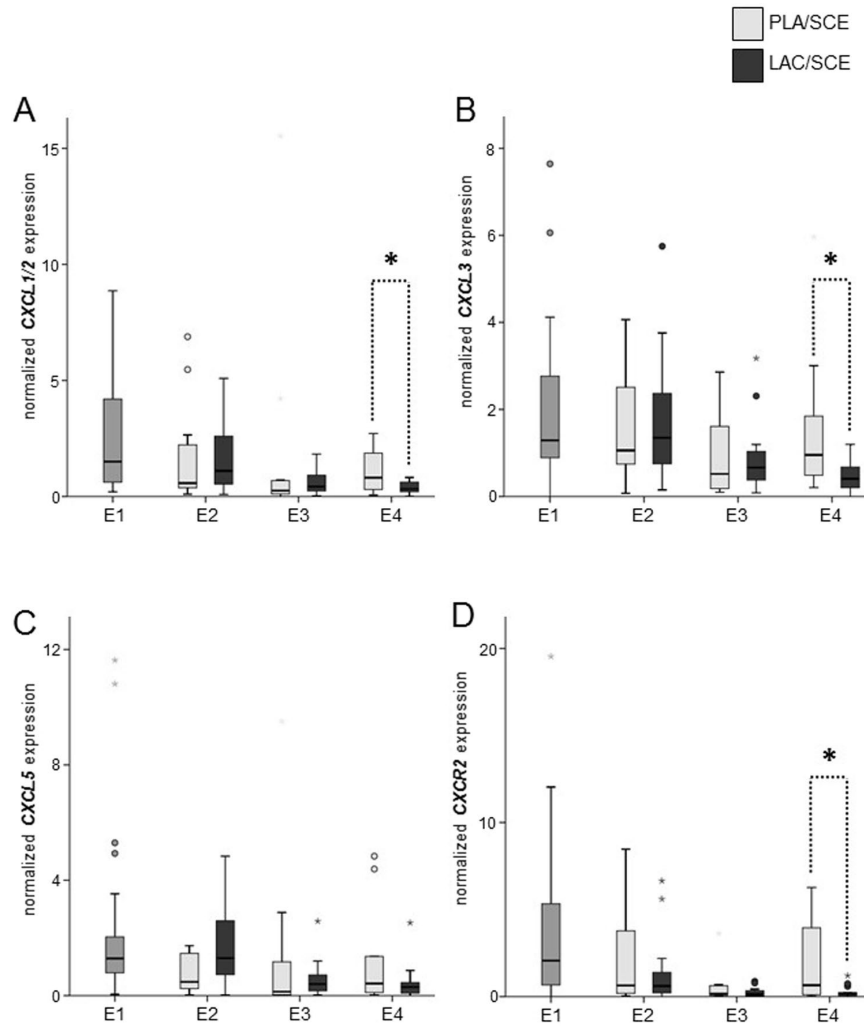 PLA/SCE
LAC/SCE
A
normalized CXCL1/2 expression
15
10
5
0
*
E1 E2 E3 E4
B
normalized CXCL3 expression
8
6
4
2
0
*
E1 E2 E3 E4
C
normalized CXCL5 expression
12
8
4
0
E1 E2 E3 E4
D
normalized CXCR2 expression
20
10
0
*
E1 E2 E3 E4